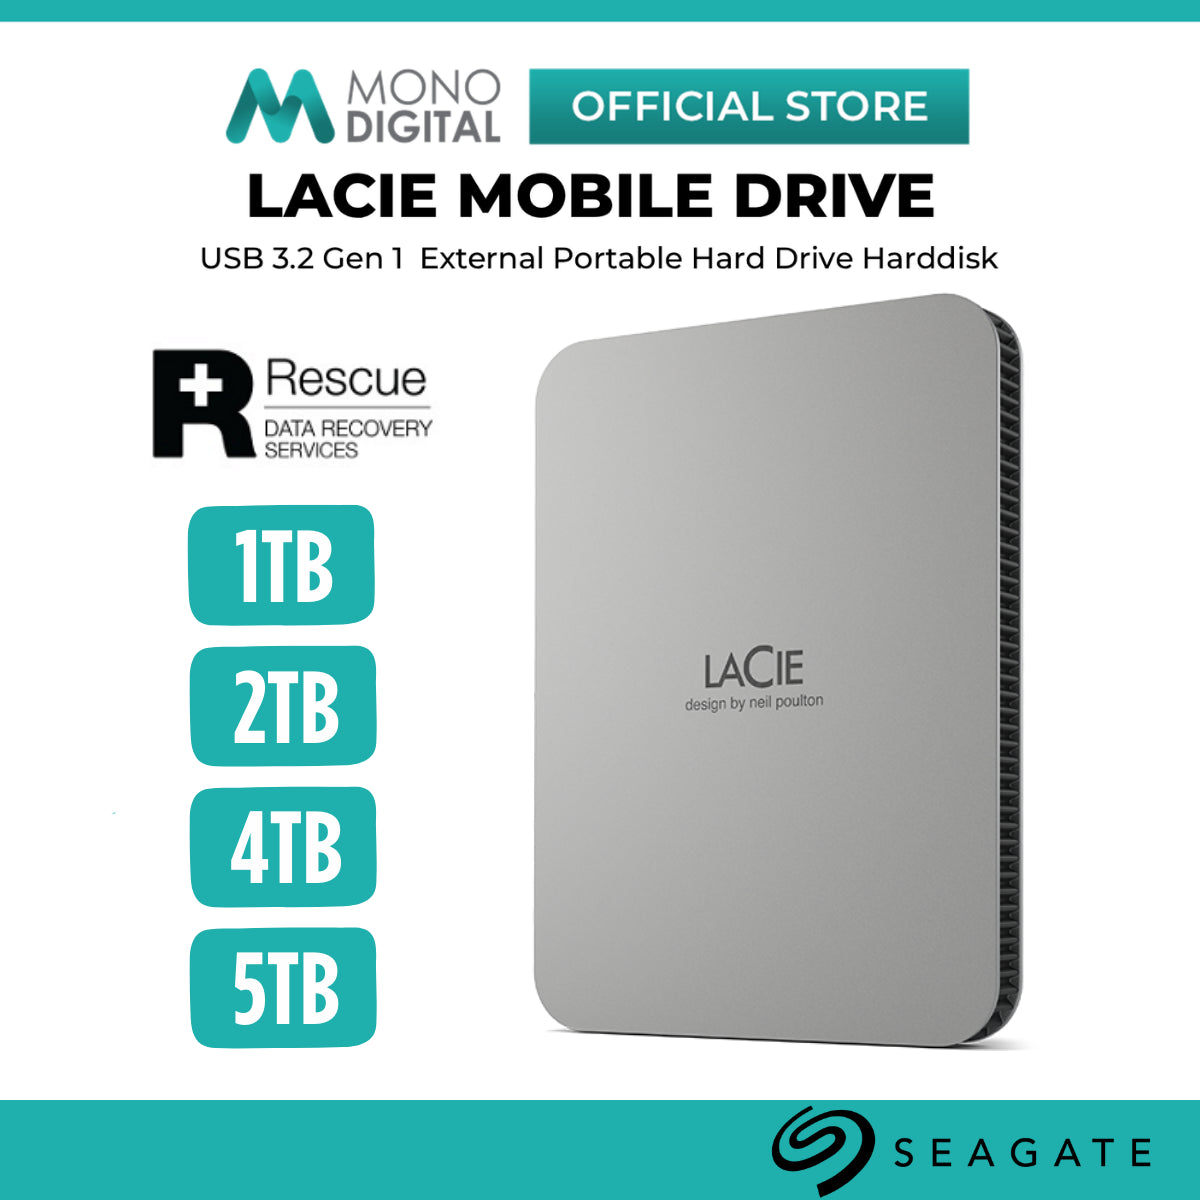 MONO
DIGITAL
OFFICIAL STORE
LACIE MOBILE DRIVE
USB 3.2 Gen 1 External Portable Hard Drive Harddisk
R Rescue
DATA RECOVERY
SERVICES
1TB
2TB
4TB
5TB
LACIE
design by neil poulton
SEAGATE